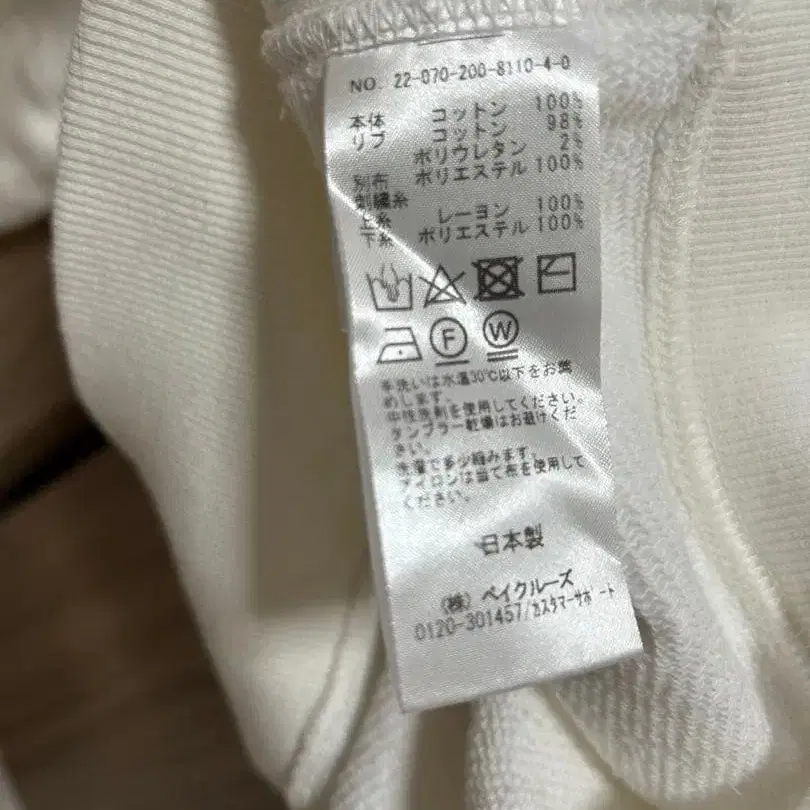 NO. 22-070-200-8110-4-0
本体 コットン 100%
リブ コットン 98%
ポリウレタン 2%
別布 ポリエステル 100%
刺繍糸
上糸 レーヨン 100%
下糸 ポリエステル 100%
F W
手洗いは水温30℃以下をお薦
めします。
中性洗剤を使用してください。
タンブラー乾燥はお避けくだ
さい。
洗濯で多少縮みます。
アイロンは当て布を使用して
ください。
日本製
(株) ベイクルーズ
0120-301457/カスタマーサポート